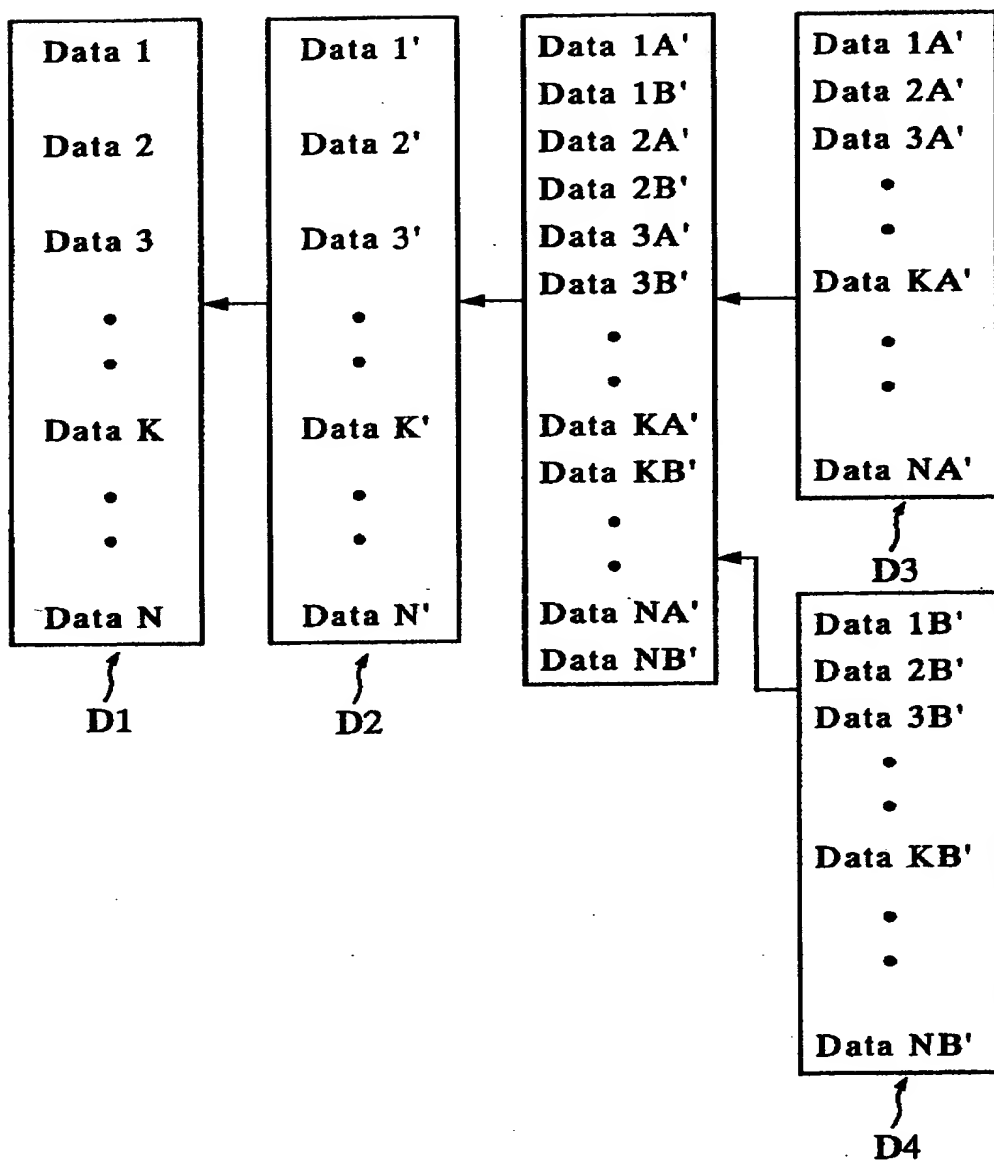 Data 1
Data 2
Data 3
Data K
Data N
D1
Data 1'
Data 2'
Data 3'
Data K'
Data N'
D2
Data 1A'
Data 1B'
Data 2A'
Data 2B'
Data 3A'
Data 3B'
Data KA'
Data KB'
Data NA'
Data NB'
Data 1A'
Data 2A'
Data 3A'
Data KA'
Data NA'
D3
Data 1B'
Data 2B'
Data 3B'
Data KB'
Data NB'
D4